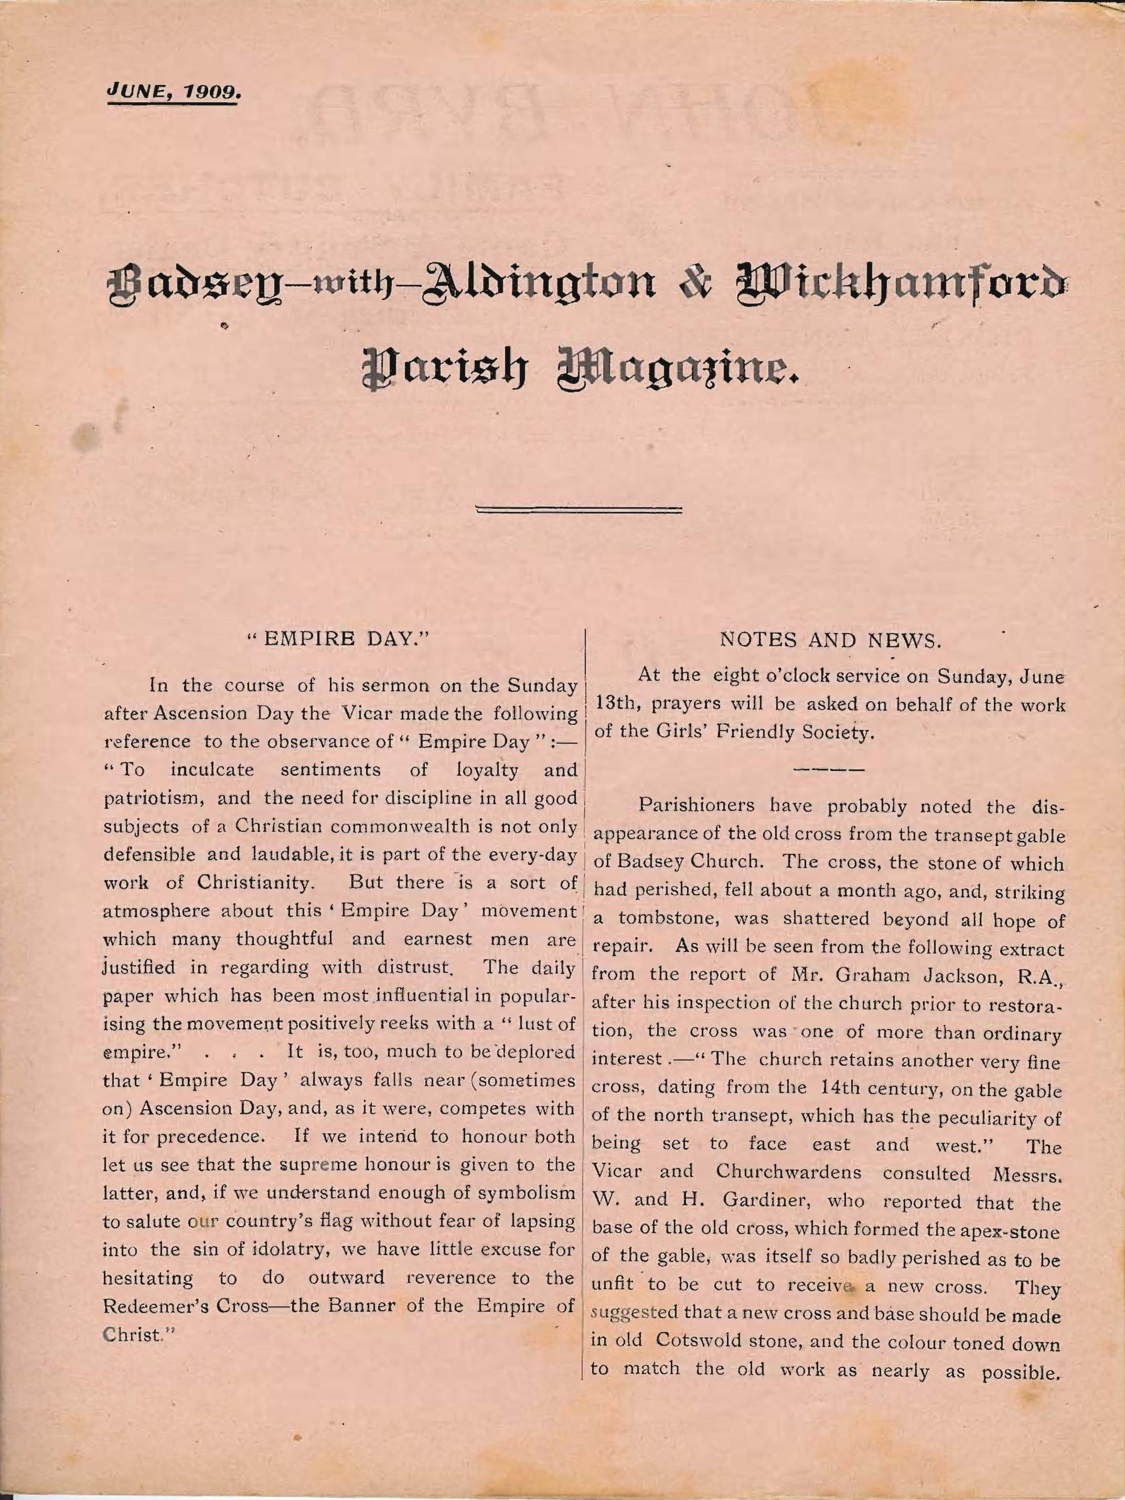 JUNE, 1909.
Badsey—with—Aldington & Wickhamford
Parish Magazine.
“ EMPIRE DAY.”
In the course of his sermon on the Sunday
after Ascension Day the Vicar made the following
reference to the observance of “ Empire Day ” :—
“ To inculcate sentiments of loyalty and
patriotism, and the need for discipline in all good
subjects of a Christian commonwealth is not only
defensible and laudable, it is part of the every-day
work of Christianity. But there is a sort of
atmosphere about this ‘ Empire Day ’ movement
which many thoughtful and earnest men are
justified in regarding with distrust. The daily
paper which has been most influential in popular-
ising the movement positively reeks with a “ lust of
empire.” . . . It is, too, much to be deplored
that ‘ Empire Day ’ always falls near (sometimes
on) Ascension Day, and, as it were, competes with
it for precedence. If we intend to honour both
let us see that the supreme honour is given to the
latter, and, if we understand enough of symbolism
to salute our country’s flag without fear of lapsing
into the sin of idolatry, we have little excuse for
hesitating to do outward reverence to the
Redeemer’s Cross—the Banner of the Empire of
Christ.”
NOTES AND NEWS.
At the eight o’clock service on Sunday, June
13th, prayers will be asked on behalf of the work
of the Girls’ Friendly Society.
Parishioners have probably noted the dis-
appearance of the old cross from the transept gable
of Badsey Church. The cross, the stone of which
had perished, fell about a month ago, and, striking
a tombstone, was shattered beyond all hope of
repair. As will be seen from the following extract
from the report of Mr. Graham Jackson, R.A.,
after his inspection of the church prior to restora-
tion, the cross was one of more than ordinary
interest.—“ The church retains another very fine
cross, dating from the 14th century, on the gable
of the north transept, which has the peculiarity of
being set to face east and west.” The
Vicar and Churchwardens consulted Messrs.
W. and H. Gardiner, who reported that the
base of the old cross, which formed the apex-stone
of the gable, was itself so badly perished as to be
unfit to be cut to receive a new cross. They
suggested that a new cross and base should be made
in old Cotswold stone, and the colour toned down
to match the old work as nearly as possible.